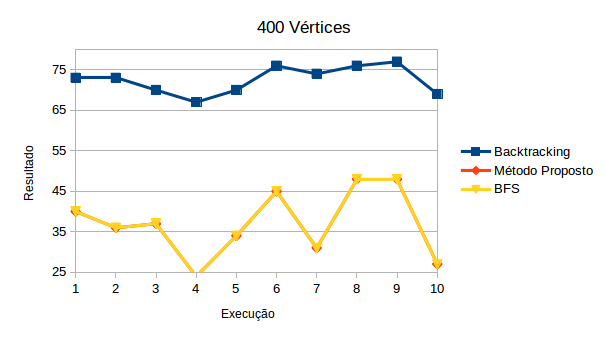 400 Vértices
75
65
55
45
35
25
Resultado
1 2 3 4 5 6 7 8 9 10
Execução
Backtracking
Método Proposto
BFS